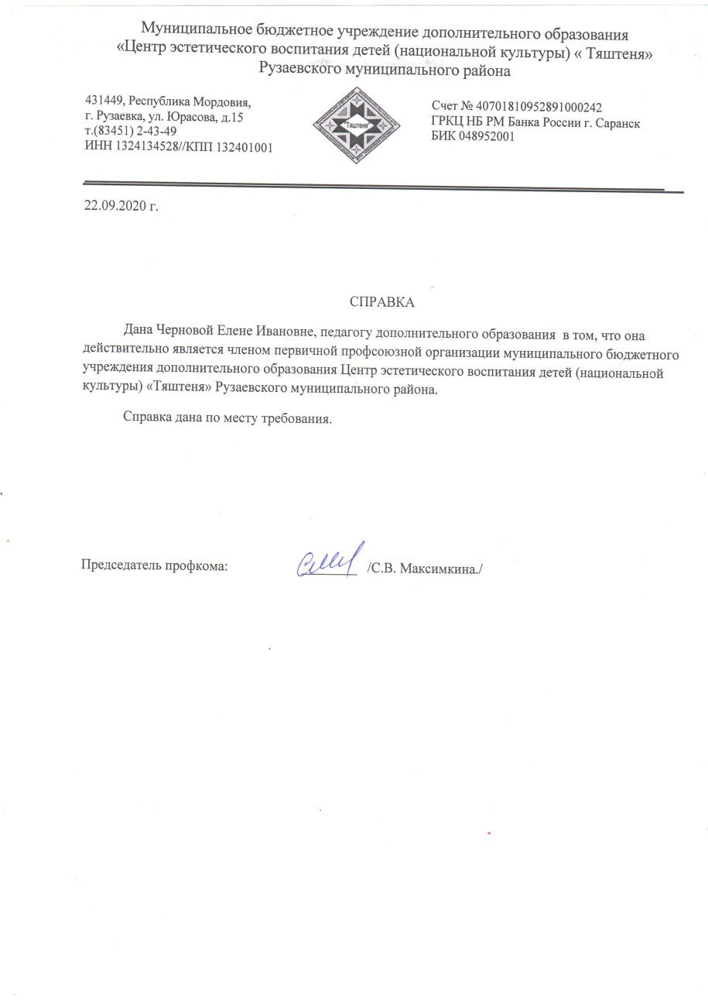 Муниципальное бюджетное учреждение дополнительного образования
«Центр эстетического воспитания детей (национальной культуры) « Тяштеня»
Рузаевского муниципального района
431449, Республика Мордовия,
г. Рузаевка, ул. Юрасова, д.15
т.(83451) 2-43-49
ИНН 1324134528//КПП 132401001
"Тяштеня"
Счет № 40701810952891000242
ГРКЦ НБ РМ Банка России г. Саранск
БИК 048952001
22.09.2020 г.
СПРАВКА
Дана Черновой Елене Ивановне, педагогу дополнительного образования в том, что она
действительно является членом первичной профсоюзной организации муниципального бюджетного
учреждения дополнительного образования Центр эстетического воспитания детей (национальной
культуры) «Тяштеня» Рузаевского муниципального района.
Справка дана по месту требования.
Председатель профкома: /С.В. Максимкина./